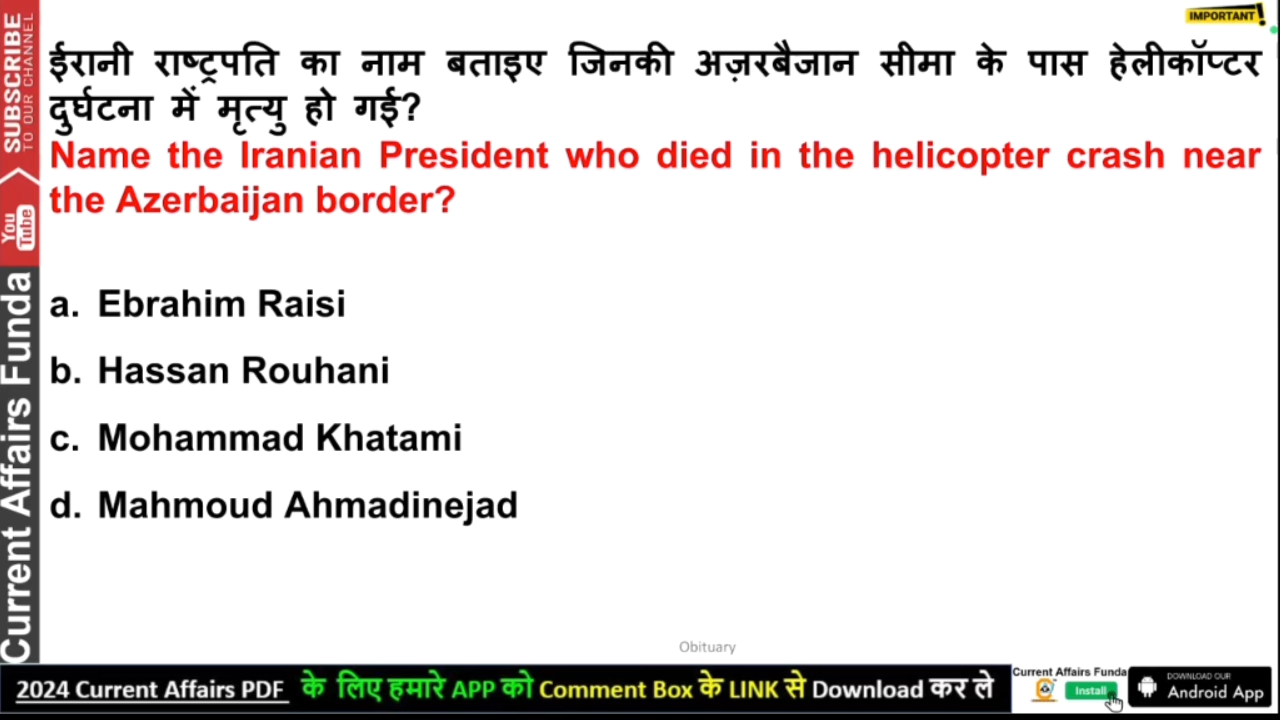 IMPORTANT!
ईरानी राष्ट्रपति का नाम बताइए जिनकी अज़रबैजान सीमा के पास हेलीकॉप्टर
दुर्घटना में मृत्यु हो गई?
Name the Iranian President who died in the helicopter crash near
the Azerbaijan border?
a. Ebrahim Raisi
b. Hassan Rouhani
c. Mohammad Khatami
d. Mahmoud Ahmadinejad
Obituary
SUBSCRIBE
TO OUR CHANNEL
You
Tube
Current Affairs Funda
2024 Current Affairs PDF के लिए हमारे APP को Comment Box के LINK से Download कर ले
Current Affairs Funda
Install
DOWNLOAD OUR
Android App